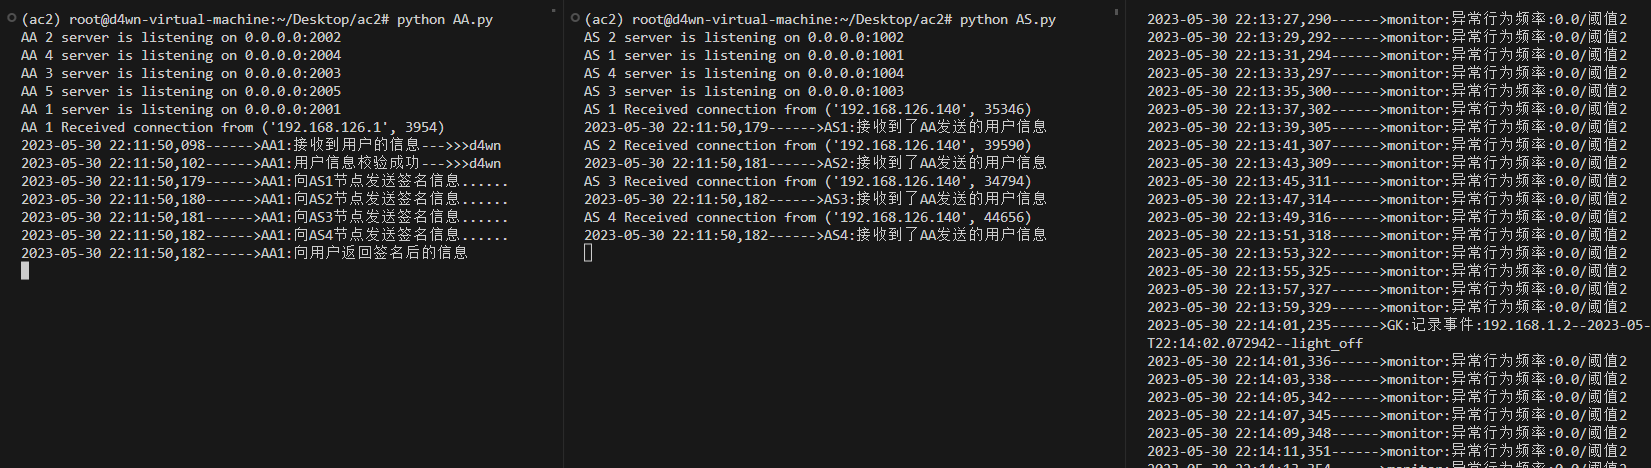 (ac2) root@d4wn-virtual-machine:~/Desktop/ac2# python AA.py
AA 2 server is listening on 0.0.0.0:2002
AA 4 server is listening on 0.0.0.0:2004
AA 3 server is listening on 0.0.0.0:2003
AA 5 server is listening on 0.0.0.0:2005
AA 1 server is listening on 0.0.0.0:2001
AA 1 Received connection from ('192.168.126.1', 3954)
2023-05-30 22:11:50,098------>AA1:接收到用户的信息--->>>d4wn
2023-05-30 22:11:50,102------>AA1:用户信息校验成功--->>>d4wn
2023-05-30 22:11:50,179------>AA1:向AS1节点发送签名信息......
2023-05-30 22:11:50,180------>AA1:向AS2节点发送签名信息......
2023-05-30 22:11:50,181------>AA1:向AS3节点发送签名信息......
2023-05-30 22:11:50,182------>AA1:向AS4节点发送签名信息......
2023-05-30 22:11:50,182------>AA1:向用户返回签名后的信息
(ac2) root@d4wn-virtual-machine:~/Desktop/ac2# python AS.py
AS 2 server is listening on 0.0.0.0:1002
AS 1 server is listening on 0.0.0.0:1001
AS 4 server is listening on 0.0.0.0:1004
AS 3 server is listening on 0.0.0.0:1003
AS 1 Received connection from ('192.168.126.140', 35346)
2023-05-30 22:11:50,179------>AS1:接收到了AA发送的用户信息
AS 2 Received connection from ('192.168.126.140', 39590)
2023-05-30 22:11:50,181------>AS2:接收到了AA发送的用户信息
AS 3 Received connection from ('192.168.126.140', 34794)
2023-05-30 22:11:50,182------>AS3:接收到了AA发送的用户信息
AS 4 Received connection from ('192.168.126.140', 44656)
2023-05-30 22:11:50,182------>AS4:接收到了AA发送的用户信息
2023-05-30 22:13:27,290------>monitor:异常行为频率:0.0/阈值2
2023-05-30 22:13:29,292------>monitor:异常行为频率:0.0/阈值2
2023-05-30 22:13:31,294------>monitor:异常行为频率:0.0/阈值2
2023-05-30 22:13:33,297------>monitor:异常行为频率:0.0/阈值2
2023-05-30 22:13:35,300------>monitor:异常行为频率:0.0/阈值2
2023-05-30 22:13:37,302------>monitor:异常行为频率:0.0/阈值2
2023-05-30 22:13:39,305------>monitor:异常行为频率:0.0/阈值2
2023-05-30 22:13:41,307------>monitor:异常行为频率:0.0/阈值2
2023-05-30 22:13:43,309------>monitor:异常行为频率:0.0/阈值2
2023-05-30 22:13:45,311------>monitor:异常行为频率:0.0/阈值2
2023-05-30 22:13:47,314------>monitor:异常行为频率:0.0/阈值2
2023-05-30 22:13:49,316------>monitor:异常行为频率:0.0/阈值2
2023-05-30 22:13:51,318------>monitor:异常行为频率:0.0/阈值2
2023-05-30 22:13:53,322------>monitor:异常行为频率:0.0/阈值2
2023-05-30 22:13:55,325------>monitor:异常行为频率:0.0/阈值2
2023-05-30 22:13:57,327------>monitor:异常行为频率:0.0/阈值2
2023-05-30 22:13:59,329------>monitor:异常行为频率:0.0/阈值2
2023-05-30 22:14:01,235------>GK:记录事件:192.168.1.2--2023-05-
T22:14:02.072942--light_off
2023-05-30 22:14:01,336------>monitor:异常行为频率:0.0/阈值2
2023-05-30 22:14:03,338------>monitor:异常行为频率:0.0/阈值2
2023-05-30 22:14:05,342------>monitor:异常行为频率:0.0/阈值2
2023-05-30 22:14:07,345------>monitor:异常行为频率:0.0/阈值2
2023-05-30 22:14:09,348------>monitor:异常行为频率:0.0/阈值2
2023-05-30 22:14:11,351------>monitor:异常行为频率:0.0/阈值2
2023-05-30 22:14:13,354------>monitor:异常行为频率:0.0/阈值2